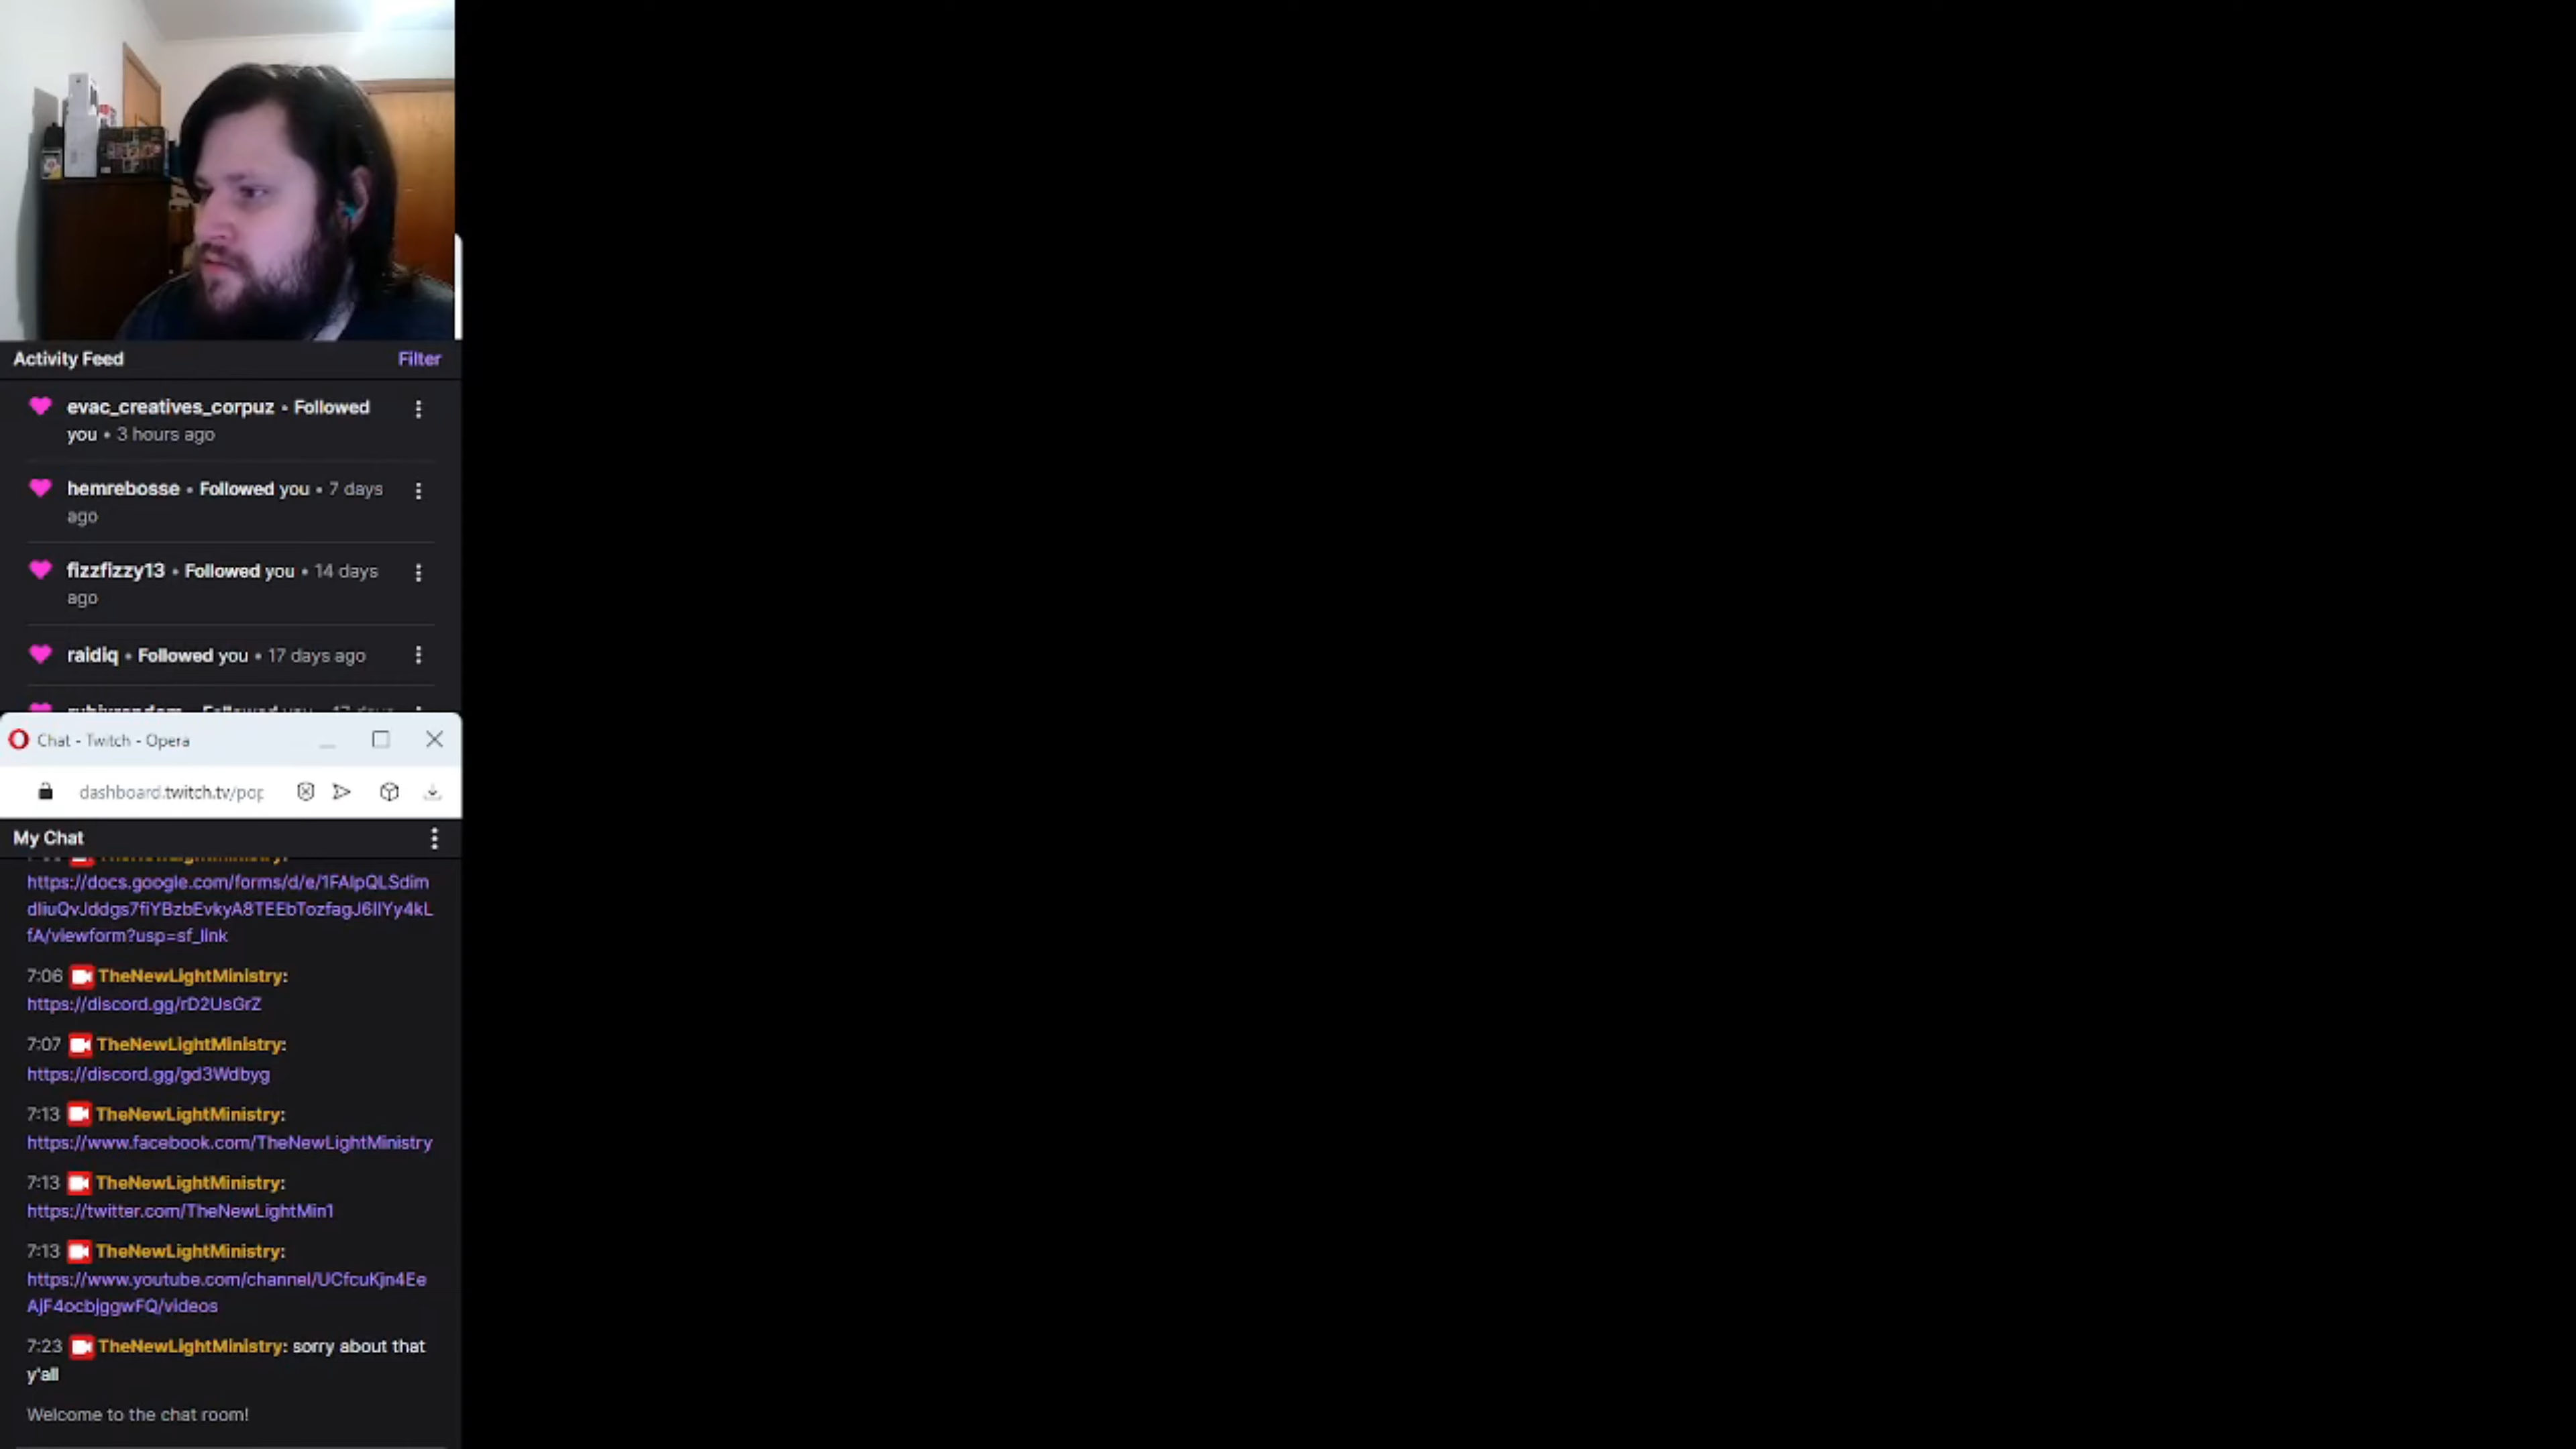 Activity Feed
Filter
evac_creatives_corpuz • Followed
you • 3 hours ago
hemrebosse • Followed you • 7 days
ago
fizzfizzy13 • Followed you • 14 days
ago
raidiq • Followed you • 17 days ago
Chat - Twitch - Opera
dashboard.twitch.tv/pop
My Chat
https://docs.google.com/forms/d/e/1FAIpQLSdim
dIiuQvJddgs7fiYBzbEvkyA8TEEbTozfagJ6IIYy4kL
fA/viewform?usp=sf_link
7:06 TheNewLightMinistry:
https://discord.gg/rD2UsGrZ
7:07 TheNewLightMinistry:
https://discord.gg/gd3Wdbyg
7:13 TheNewLightMinistry:
https://www.facebook.com/TheNewLightMinistry
7:13 TheNewLightMinistry:
https://twitter.com/TheNewLightMin1
7:13 TheNewLightMinistry:
https://www.youtube.com/channel/UCfcuKjn4Ee
AjF4ocbjggwFQ/videos
7:23 TheNewLightMinistry: sorry about that
y'all
Welcome to the chat room!